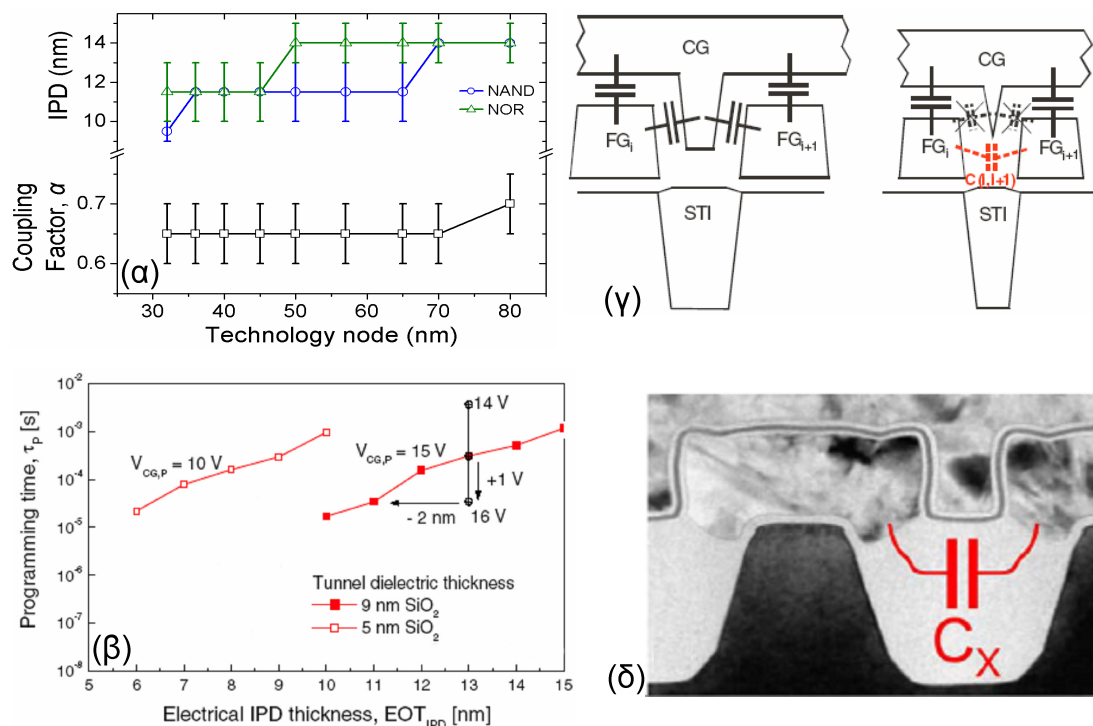 IPD (nm)
14
12
10
NAND
NOR
Coupling
Factor, α
0.7
0.6
(α)
30 40 50 60 70 80
Technology node (nm)
CG
FGi
FGi+1
STI
CG
FGi
FGi+1
C(i,i+1)
STI
(γ)
Programming time, τP [s]
10-2
10-3
10-4
10-5
10-6
10-7
10-8
VCG,P = 10 V
VCG,P = 15 V
14 V
+1 V
- 2 nm
16 V
Tunnel dielectric thickness
9 nm SiO2
5 nm SiO2
(β)
5 6 7 8 9 10 11 12 13 14 15
Electrical IPD thickness, EOTIPD [nm]
CX
(δ)